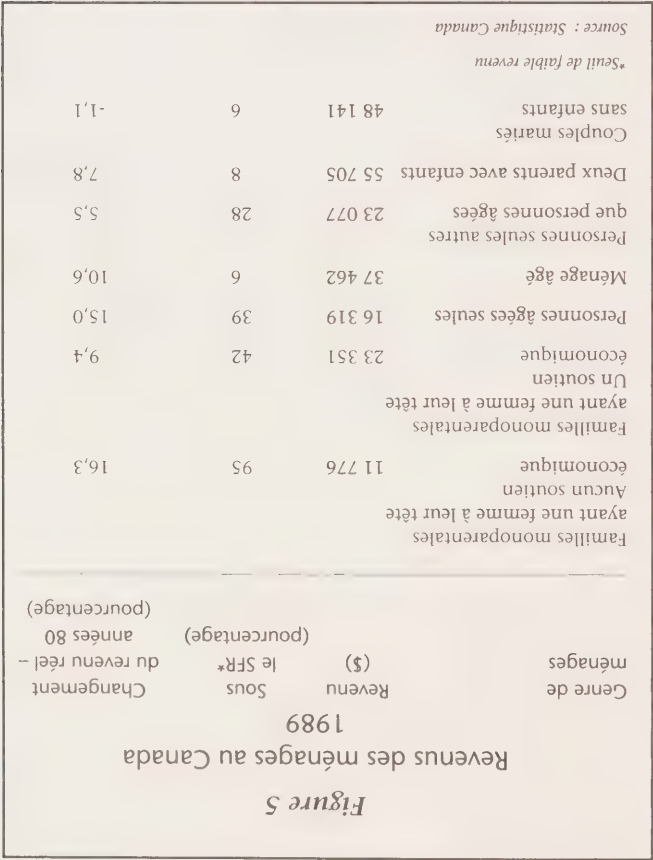 Figure 5
Revenus des ménages au Canada
1989
Genre de ménages
Revenu ($)
Sous le SFR* (pourcentage)
Changement du revenu réel – années 80 (pourcentage)
Familles monoparentales
ayant une femme à leur tête
Aucun soutien
économique 11 776 95 16,3
Familles monoparentales
ayant une femme à leur tête
Un soutien
économique 23 351 42 9,4
Personnes âgées seules 16 319 39 15,0
Ménage âgé 37 462 6 10,6
Personnes seules autres
que personnes âgées 23 077 28 5,5
Deux parents avec enfants 55 705 8 7,8
Couples mariés
sans enfants 48 141 6 -1,1
*Seuil de faible revenu
Source : Statistique Canada